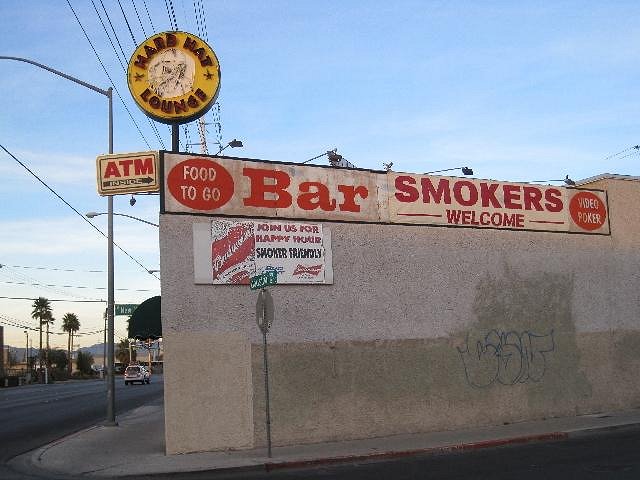 HARD HAT
LOUNGE
ATM
INSIDE
FOOD
TO GO
Bar
SMOKERS
WELCOME
VIDEO
POKER
Budweiser
JOIN US FOR
HAPPY HOUR
SMOKER FRIENDLY